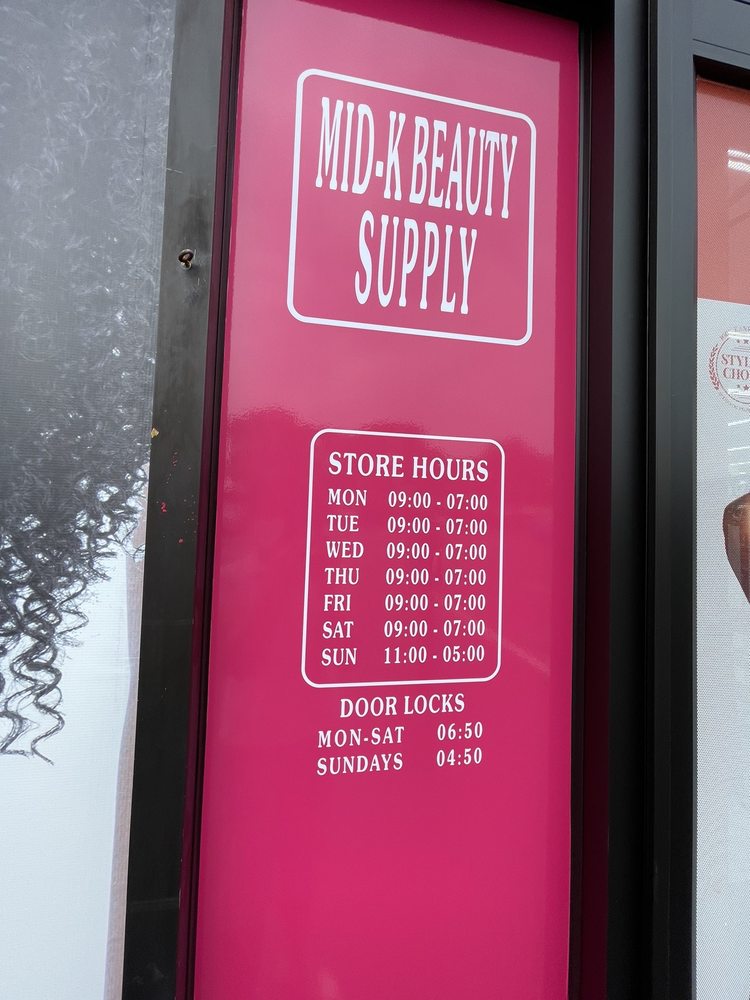 MID-K BEAUTY
SUPPLY
STORE HOURS
MON 09:00 - 07:00
TUE 09:00 - 07:00
WED 09:00 - 07:00
THU 09:00 - 07:00
FRI 09:00 - 07:00
SAT 09:00 - 07:00
SUN 11:00 - 05:00
DOOR LOCKS
MON-SAT 06:50
SUNDAYS 04:50